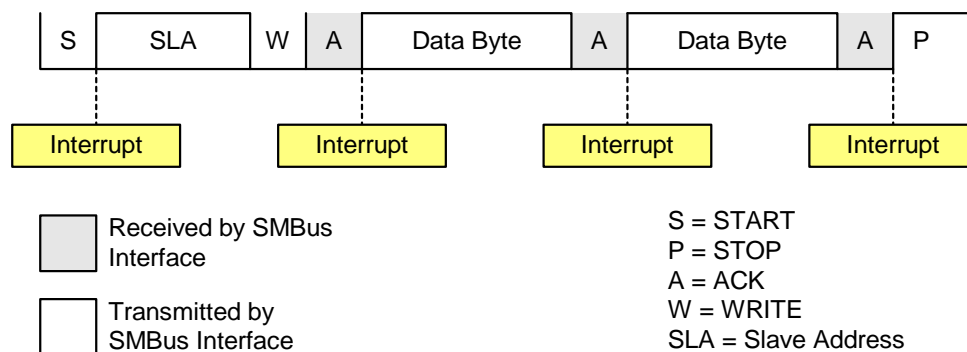 S SLA W A Data Byte A Data Byte A P
Interrupt Interrupt Interrupt Interrupt
Received by SMBus
Interface
Transmitted by
SMBus Interface
S = START
P = STOP
A = ACK
W = WRITE
SLA = Slave Address